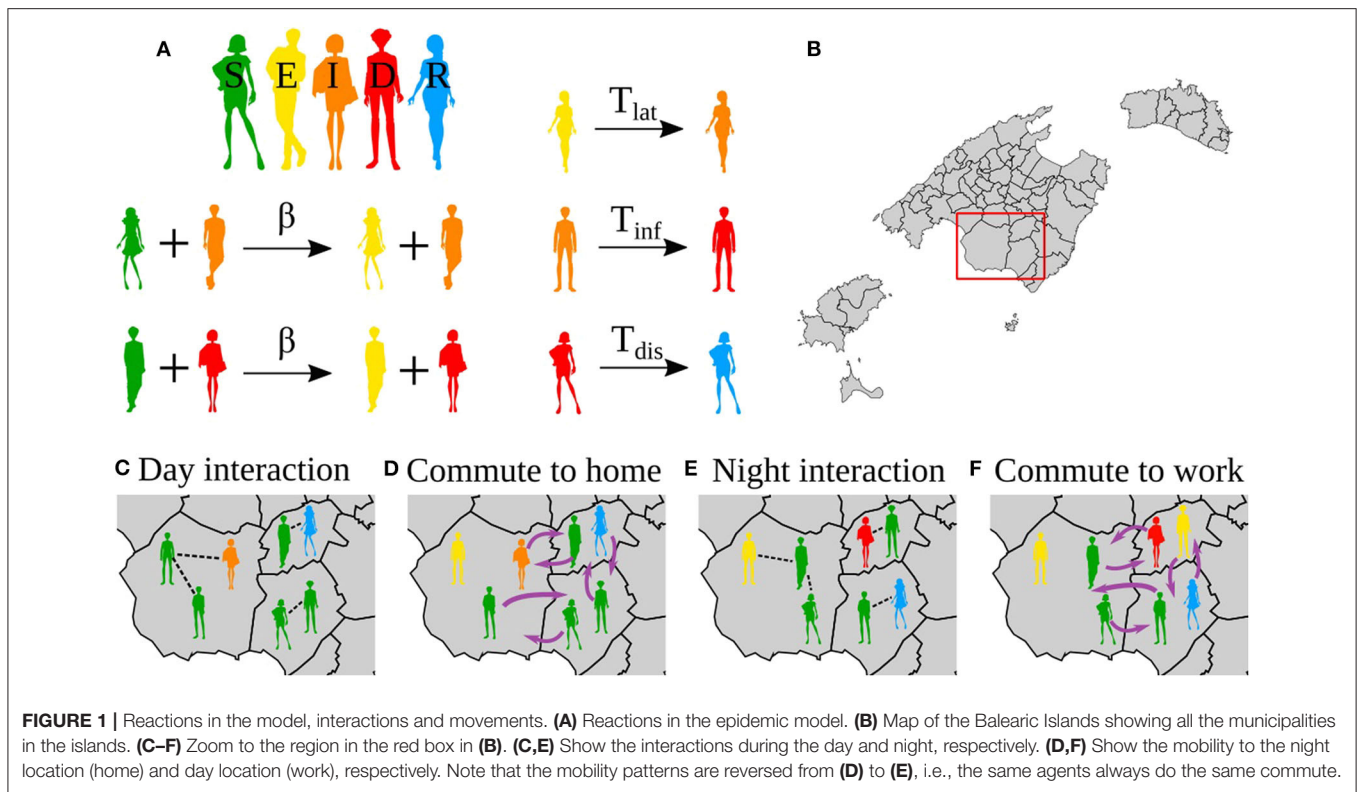 A
B
S E I D R
T_lat
+ β +
T_inf
+ β +
T_dis
C Day interaction
D Commute to home
E Night interaction
F Commute to work
FIGURE 1 | Reactions in the model, interactions and movements. (A) Reactions in the epidemic model. (B) Map of the Balearic Islands showing all the municipalities
in the islands. (C–F) Zoom to the region in the red box in (B). (C,E) Show the interactions during the day and night, respectively. (D,F) Show the mobility to the night
location (home) and day location (work), respectively. Note that the mobility patterns are reversed from (D) to (E), i.e., the same agents always do the same commute.